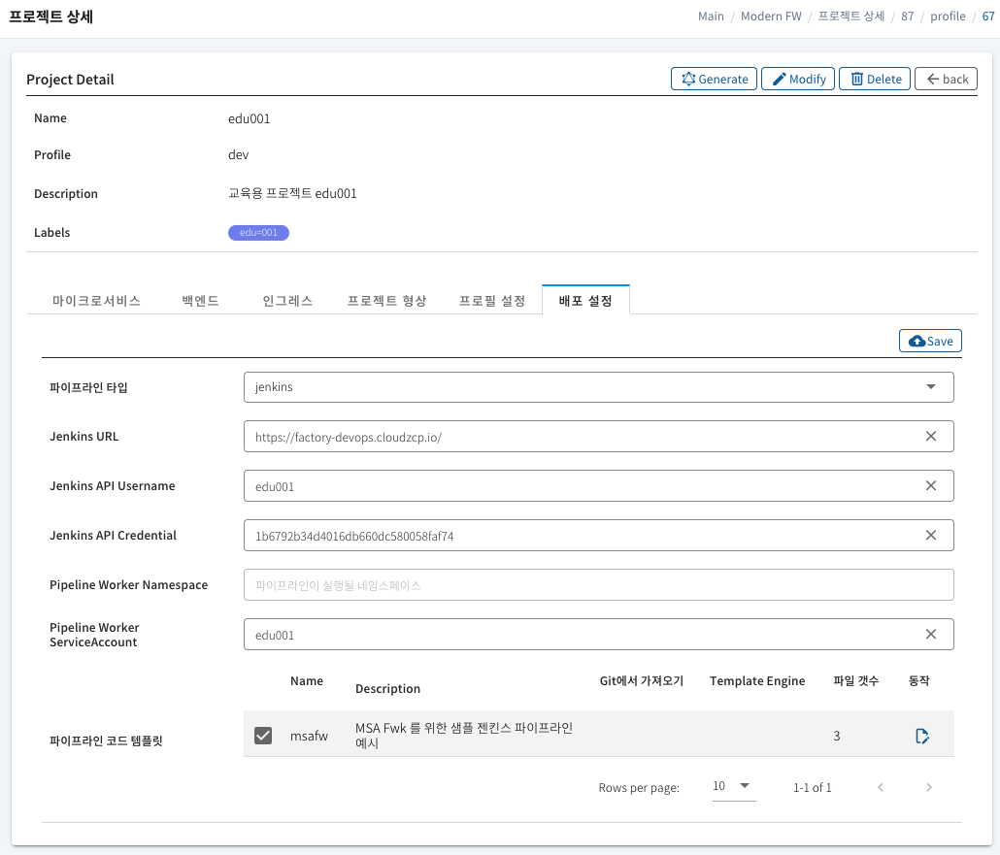 프로젝트 상세
Main / Modern FW / 프로젝트 상세 / 87 / profile / 67
Project Detail
Generate
Modify
Delete
back
Name edu001
Profile dev
Description 교육용 프로젝트 edu001
Labels edu=001
마이크로서비스 백엔드 인그레스 프로젝트 형상 프로필 설정 배포 설정
Save
파이프라인 타입 jenkins
Jenkins URL https://factory-devops.cloudzcp.io/
Jenkins API Username edu001
Jenkins API Credential 1b6792b34d4016db660dc580058faf74
Pipeline Worker Namespace 파이프라인이 실행될 네임스페이스
Pipeline Worker
ServiceAccount
edu001
Name Description Git에서 가져오기 Template Engine 파일 갯수 동작
파이프라인 코드 템플릿
msafw
MSA Fwk 를 위한 샘플 젠킨스 파이프라인
예시
3
Rows per page: 10 1-1 of 1